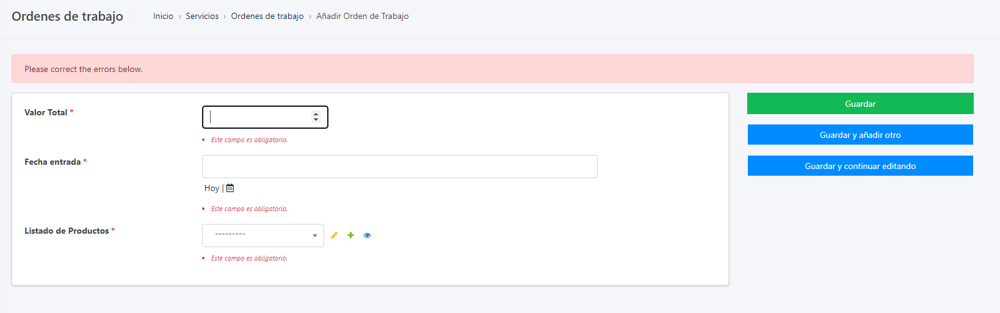 Ordenes de trabajo
Inicio › Servicios › Ordenes de trabajo › Añadir Orden de Trabajo
Please correct the errors below.
Valor Total *
Este campo es obligatorio.
Fecha entrada *
Hoy |
Este campo es obligatorio.
Listado de Productos *
---------
Este campo es obligatorio.
Guardar
Guardar y añadir otro
Guardar y continuar editando